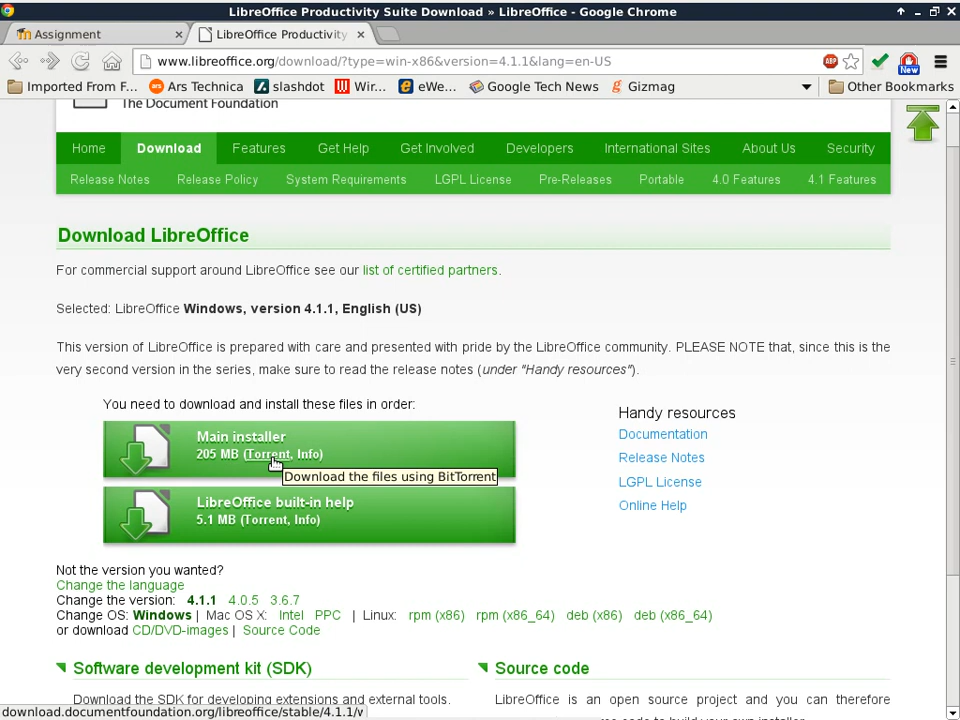 LibreOffice Productivity Suite Download » LibreOffice - Google Chrome
Assignment
LibreOffice Productivity
www.libreoffice.org/download/?type=win-x86&version=4.1.1&lang=en-US
ABP
New
Imported From F...
Ars Technica
slashdot
Wir...
eWe...
Google Tech News
Gizmag
Other Bookmarks
The Document Foundation
Home Download Features Get Help Get Involved Developers International Sites About Us Security
Release Notes Release Policy System Requirements LGPL License Pre-Releases Portable 4.0 Features 4.1 Features
Download LibreOffice
For commercial support around LibreOffice see our list of certified partners.
Selected: LibreOffice Windows, version 4.1.1, English (US)
This version of LibreOffice is prepared with care and presented with pride by the LibreOffice community. PLEASE NOTE that, since this is the
very second version in the series, make sure to read the release notes (under "Handy resources").
You need to download and install these files in order:
Main installer
205 MB (Torrent, Info)
Download the files using BitTorrent
LibreOffice built-in help
5.1 MB (Torrent, Info)
Handy resources
Documentation
Release Notes
LGPL License
Online Help
Not the version you wanted?
Change the language
Change the version: 4.1.1 4.0.5 3.6.7
Change OS: Windows | Mac OS X: Intel PPC | Linux: rpm (x86) rpm (x86_64) deb (x86) deb (x86_64)
or download CD/DVD-images | Source Code
Software development kit (SDK)
Download the SDK for developing extensions and external tools.
Source code
LibreOffice is an open source project and you can therefore
download.documentfoundation.org/libreoffice/stable/4.1.1/